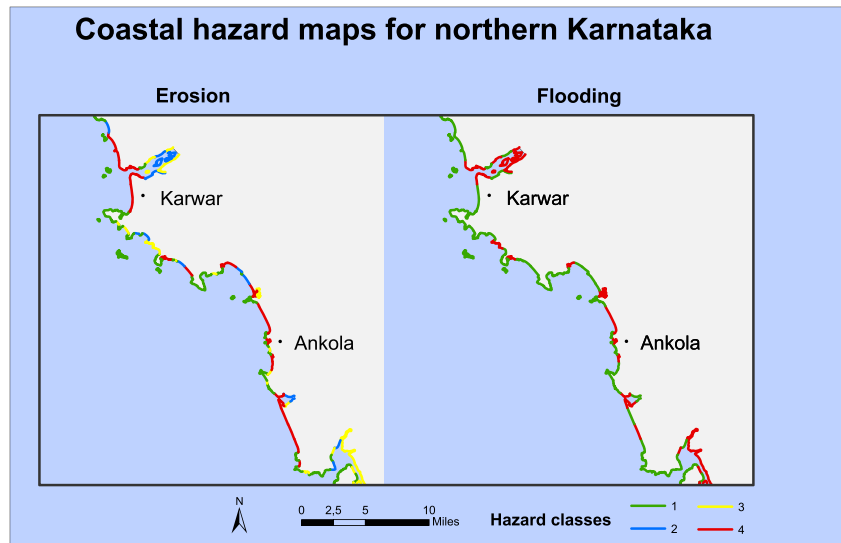 Coastal hazard maps for northern Karnataka
Erosion
Flooding
Karwar
Karwar
Ankola
Ankola
N
0 2,5 5 10
Miles
Hazard classes
1
3
2
4